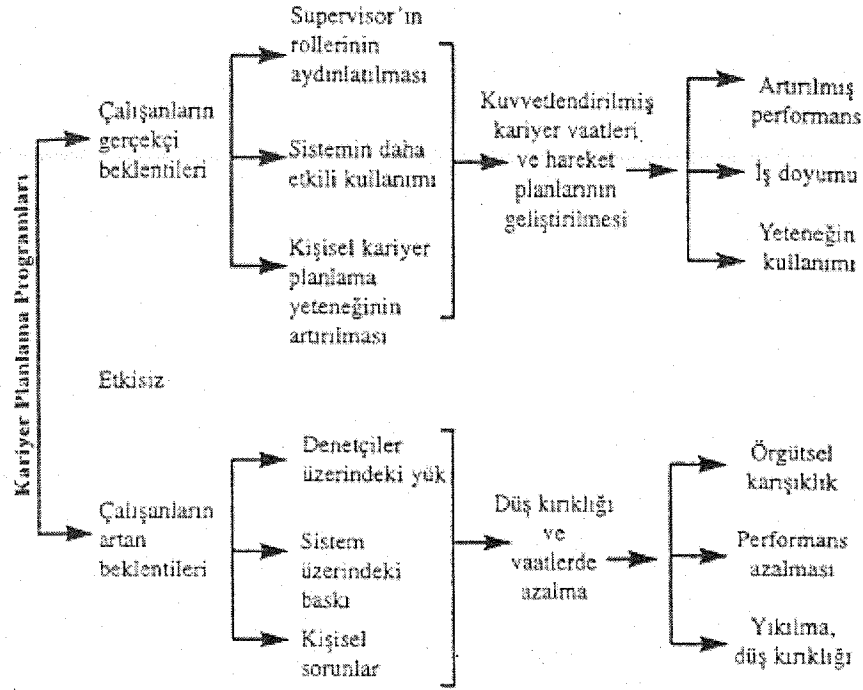 Kariyer Planlama Programları
Çalışanların
gerçekçi
beklentileri
Supervisor'ın
rollerinin
aydınlatılması
Sistemin daha
etkili kullanımı
Kişisel kariyer
planlama
yeteneğinin
artırılması
Kuvvetlendirilmiş
kariyer vaatleri
ve hareket
planlarının
geliştirilmesi
Artırılmış
performans
İş doyumu
Yeteneğin
kullanımı
Etkisiz
Çalışanların
artan
beklentileri
Denetçiler
üzerindeki yük
Sistem
üzerindeki
baskı
Kişisel
sorunlar
Düş kırıklığı
ve
vaatlerde
azalma
Örgütsel
karışıklık
Performans
azalması
Yıkılma,
düş kırıklığı